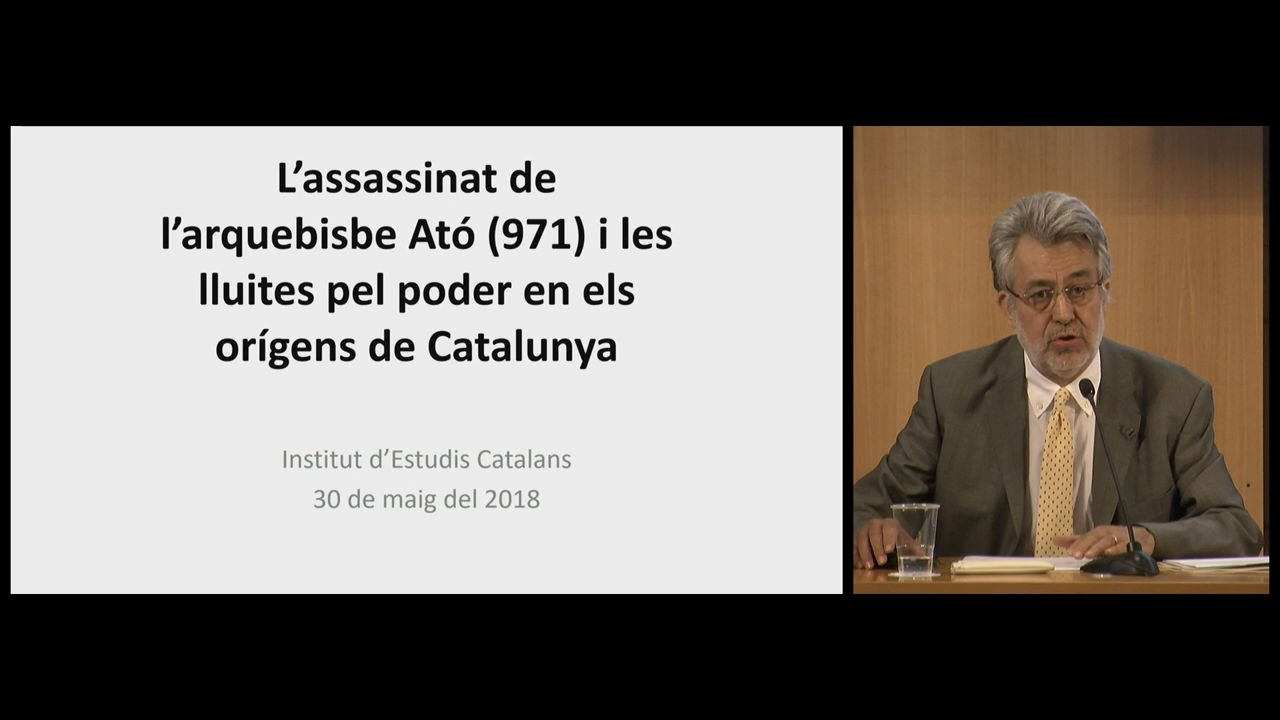 L’assassinat de
l’arquebisbe Ató (971) i les
lluites pel poder en els
orígens de Catalunya
Institut d’Estudis Catalans
30 de maig del 2018